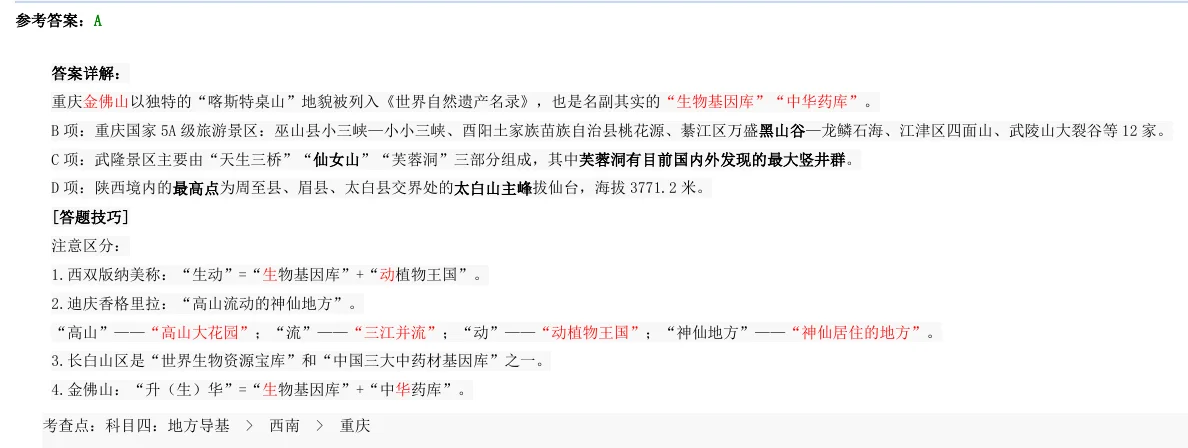 参考答案：A
答案详解：
重庆金佛山以独特的“喀斯特桌山”地貌被列入《世界自然遗产名录》，也是名副其实的“生物基因库”“中华药库”。
B 项：重庆国家 5A 级旅游景区：巫山县小三峡—小小三峡、酉阳土家族苗族自治县桃花源、綦江区万盛黑山谷—龙鳞石海、江津区四面山、武陵山大裂谷等 12 家。
C 项：武隆景区主要由“天生三桥”“仙女山”“芙蓉洞”三部分组成，其中芙蓉洞有目前国内外发现的最大竖井群。
D 项：陕西境内的最高点为周至县、眉县、太白县交界处的太白山主峰拔仙台，海拔 3771.2 米。
[答题技巧]
注意区分：
1.西双版纳美称：“生动”=“生物基因库”+“动植物王国”。
2.迪庆香格里拉：“高山流动的神仙地方”。
“高山”——“高山大花园”；“流”——“三江并流”；“动”——“动植物王国”；“神仙地方”——“神仙居住的地方”。
3.长白山区是“世界生物资源宝库”和“中国三大中药材基因库”之一。
4.金佛山：“升（生）华”=“生物基因库”+“中华药库”。
考查点：科目四：地方导基 > 西南 > 重庆